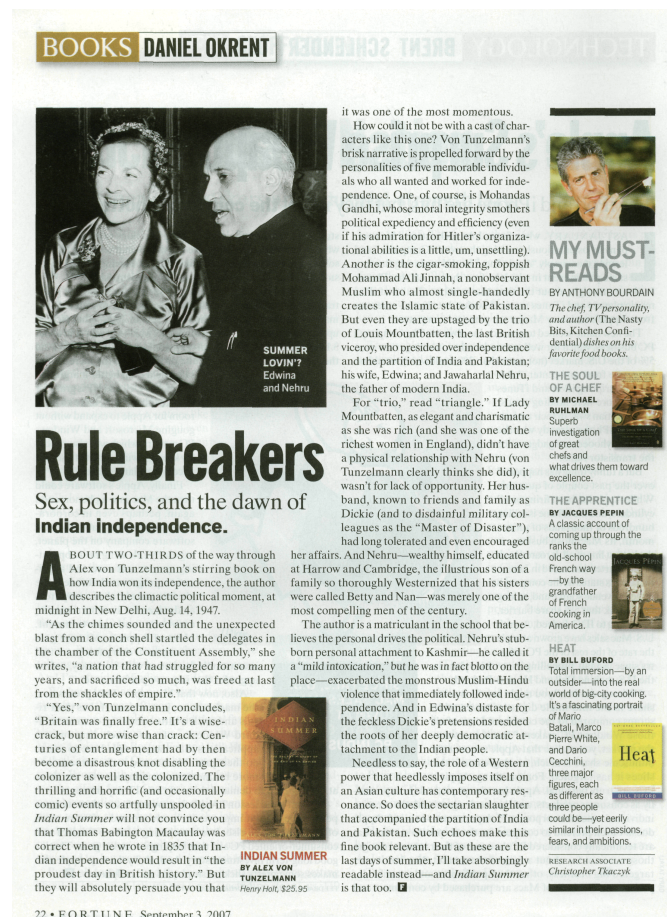 BOOKS DANIEL OKRENT
SUMMER
LOVIN'?
Edwina
and Nehru
Rule Breakers
Sex, politics, and the dawn of
Indian independence.
ABOUT TWO-THIRDS of the way through
Alex von Tunzelmann's stirring book on
how India won its independence, the author
describes the climactic political moment, at
midnight in New Delhi, Aug. 14, 1947.
"As the chimes sounded and the unexpected
blast from a conch shell startled the delegates in
the chamber of the Constituent Assembly," she
writes, "a nation that had struggled for so many
years, and sacrificed so much, was freed at last
from the shackles of empire."
"Yes," von Tunzelmann concludes,
"Britain was finally free." It's a wise-
crack, but more wise than crack: Cen-
turies of entanglement had by then
become a disastrous knot disabling the
colonizer as well as the colonized. The
thrilling and horrific (and occasionally
comic) events so artfully unspooled in
Indian Summer will not convince you
that Thomas Babington Macaulay was
correct when he wrote in 1835 that In-
dian independence would result in "the
proudest day in British history." But
they will absolutely persuade you that
INDIAN
SUMMER
ALEX VON TUNZELMANN
INDIAN SUMMER
BY ALEX VON
TUNZELMANN
Henry Holt, $25.95
it was one of the most momentous.
How could it not be with a cast of char-
acters like this one? Von Tunzelmann's
brisk narrative is propelled forward by the
personalities of five memorable individu-
als who all wanted and worked for inde-
pendence. One, of course, is Mohandas
Gandhi, whose moral integrity smothers
political expediency and efficiency (even
if his admiration for Hitler's organiza-
tional abilities is a little, um, unsettling).
Another is the cigar-smoking, foppish
Mohammad Ali Jinnah, a nonobservant
Muslim who almost single-handedly
creates the Islamic state of Pakistan.
But even they are upstaged by the trio
of Louis Mountbatten, the last British
viceroy, who presided over independence
and the partition of India and Pakistan;
his wife, Edwina; and Jawaharlal Nehru,
the father of modern India.
For "trio," read "triangle." If Lady
Mountbatten, as elegant and charismatic
as she was rich (and she was one of the
richest women in England), didn't have
a physical relationship with Nehru (von
Tunzelmann clearly thinks she did), it
wasn't for lack of opportunity. Her hus-
band, known to friends and family as
Dickie (and to disdainful military col-
leagues as the "Master of Disaster"),
had long tolerated and even encouraged
her affairs. And Nehru—wealthy himself, educated
at Harrow and Cambridge, the illustrious son of a
family so thoroughly Westernized that his sisters
were called Betty and Nan—was merely one of the
most compelling men of the century.
The author is a matriculant in the school that be-
lieves the personal drives the political. Nehru's stub-
born personal attachment to Kashmir—he called it
a "mild intoxication," but he was in fact blotto on the
place—exacerbated the monstrous Muslim-Hindu
violence that immediately followed inde-
pendence. And in Edwina's distaste for
the feckless Dickie's pretensions resided
the roots of her deeply democratic at-
tachment to the Indian people.
Needless to say, the role of a Western
power that heedlessly imposes itself on
an Asian culture has contemporary res-
onance. So does the sectarian slaughter
that accompanied the partition of India
and Pakistan. Such echoes make this
fine book relevant. But as these are the
last days of summer, I'll take absorbingly
readable instead—and Indian Summer
is that too. F
MY MUST-
READS
BY ANTHONY BOURDAIN
The chef, TV personality,
and author (The Nasty
Bits, Kitchen Confi-
dential) dishes on his
favorite food books.
THE SOUL
OF A CHEF
BY MICHAEL
RUHLMAN
Superb
investigation
of great
chefs and
what drives them toward
excellence.
THE APPRENTICE
BY JACQUES PEPIN
A classic account of
coming up through the
ranks the
old-school
French way
—by the
grandfather
of French
cooking in
America.
JACQUES PEPIN
HEAT
BY BILL BUFORD
Total immersion—by an
outsider—into the real
world of big-city cooking.
It's a fascinating portrait
of Mario
Batali, Marco
Pierre White,
and Dario
Cecchini,
three major
figures, each
as different as
three people
could be—yet eerily
similar in their passions,
fears, and ambitions.
Heat
BILL BUFORD
RESEARCH ASSOCIATE
Christopher Tkaczyk
22 • FORTUNE September 3, 2007